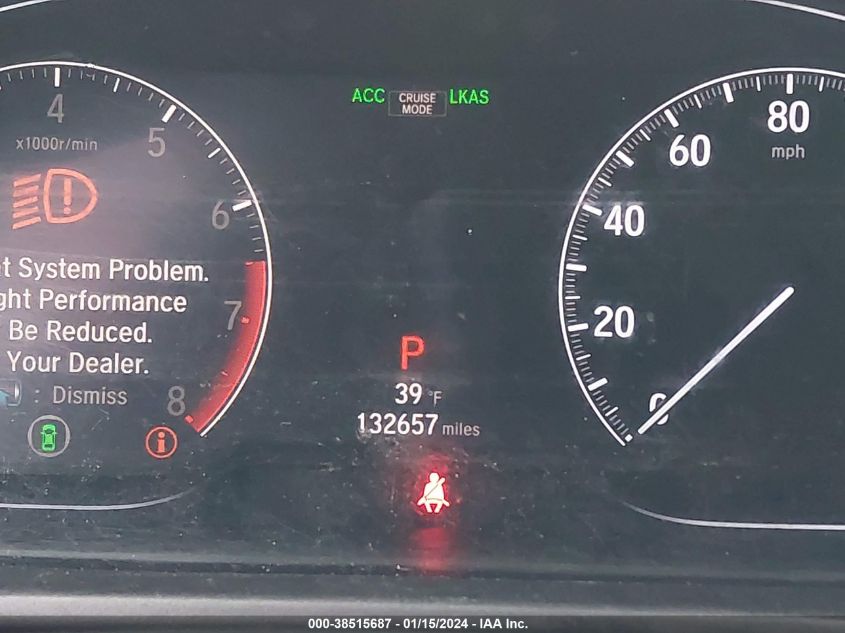 ACC CRUISE LKAS
MODE
4
5
x1000r/min
6
7
8
System Problem.
Performance
Be Reduced.
Your Dealer.
: Dismiss
P
39 °F
132657 miles
80
mph
60
40
20
0
000-38515687 - 01/15/2024 - IAA Inc.